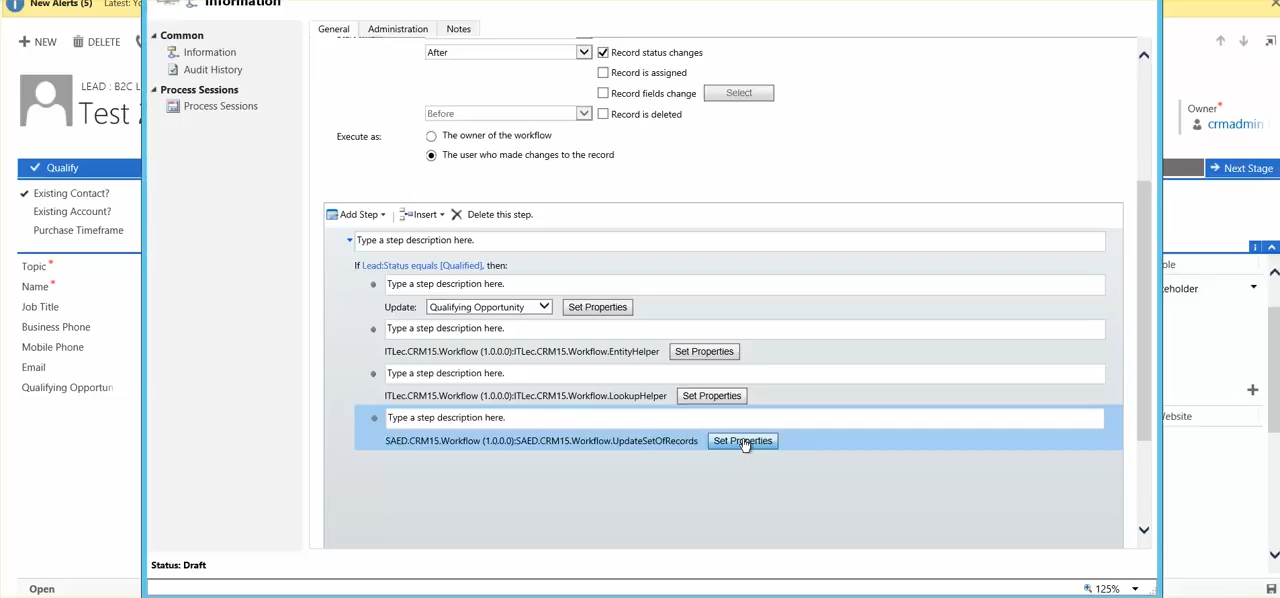 New Alerts (5) Latest: Yo
Information
NEW DELETE
LEAD : B2C L
Test 2
Qualify
Existing Contact?
Existing Account?
Purchase Timeframe
Topic*
Name*
Job Title
Business Phone
Mobile Phone
Email
Qualifying Opportun
Open
Common
Information
Audit History
Process Sessions
Process Sessions
General Administration Notes
After Record status changes
Record is assigned
Record fields change Select
Before Record is deleted
Execute as: The owner of the workflow
The user who made changes to the record
Add Step Insert Delete this step.
Type a step description here.
If Lead:Status equals [Qualified], then:
Type a step description here.
Update: Qualifying Opportunity Set Properties
Type a step description here.
ITLec.CRM15.Workflow (1.0.0.0):ITLec.CRM15.Workflow.EntityHelper Set Properties
Type a step description here.
ITLec.CRM15.Workflow (1.0.0.0):ITLec.CRM15.Workflow.LookupHelper Set Properties
Type a step description here.
SAED.CRM15.Workflow (1.0.0.0):SAED.CRM15.Workflow.UpdateSetOfRecords Set Properties
Status: Draft
125%
Owner*
crmadmin
Next Stage
ole
keholder
ebsite